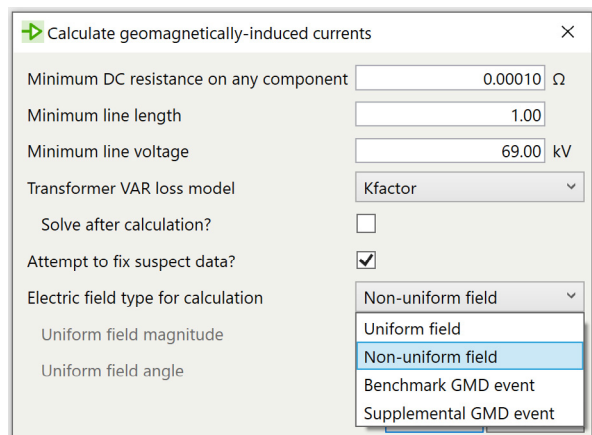 Calculate geomagnetically-induced currents
Minimum DC resistance on any component 0.00010 Ω
Minimum line length 1.00
Minimum line voltage 69.00 kV
Transformer VAR loss model Kfactor
Solve after calculation?
Attempt to fix suspect data?
Electric field type for calculation Non-uniform field
Uniform field magnitude Uniform field
Non-uniform field
Uniform field angle
Benchmark GMD event
Supplemental GMD event